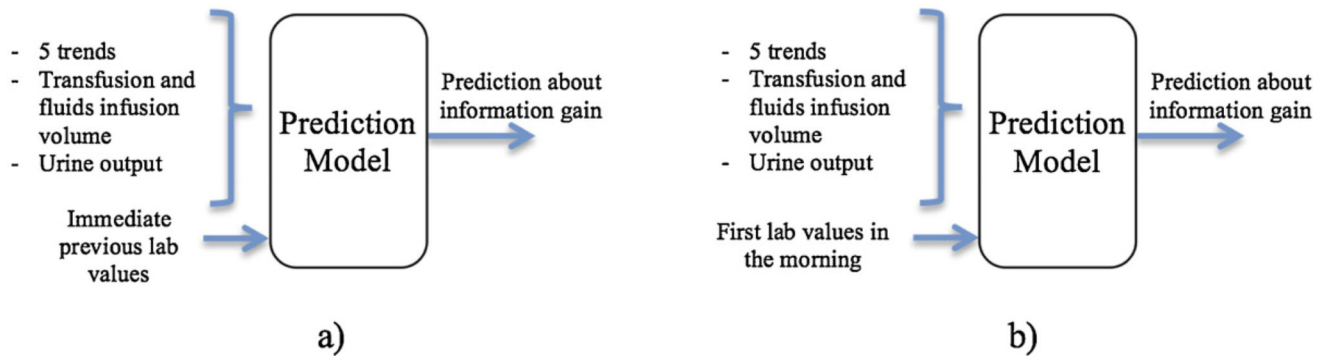 - 5 trends
- Transfusion and
fluids infusion
volume
- Urine output
Immediate
previous lab
values
Prediction
Model
Prediction about
information gain
a)
- 5 trends
- Transfusion and
fluids infusion
volume
- Urine output
First lab values in
the morning
Prediction
Model
Prediction about
information gain
b)